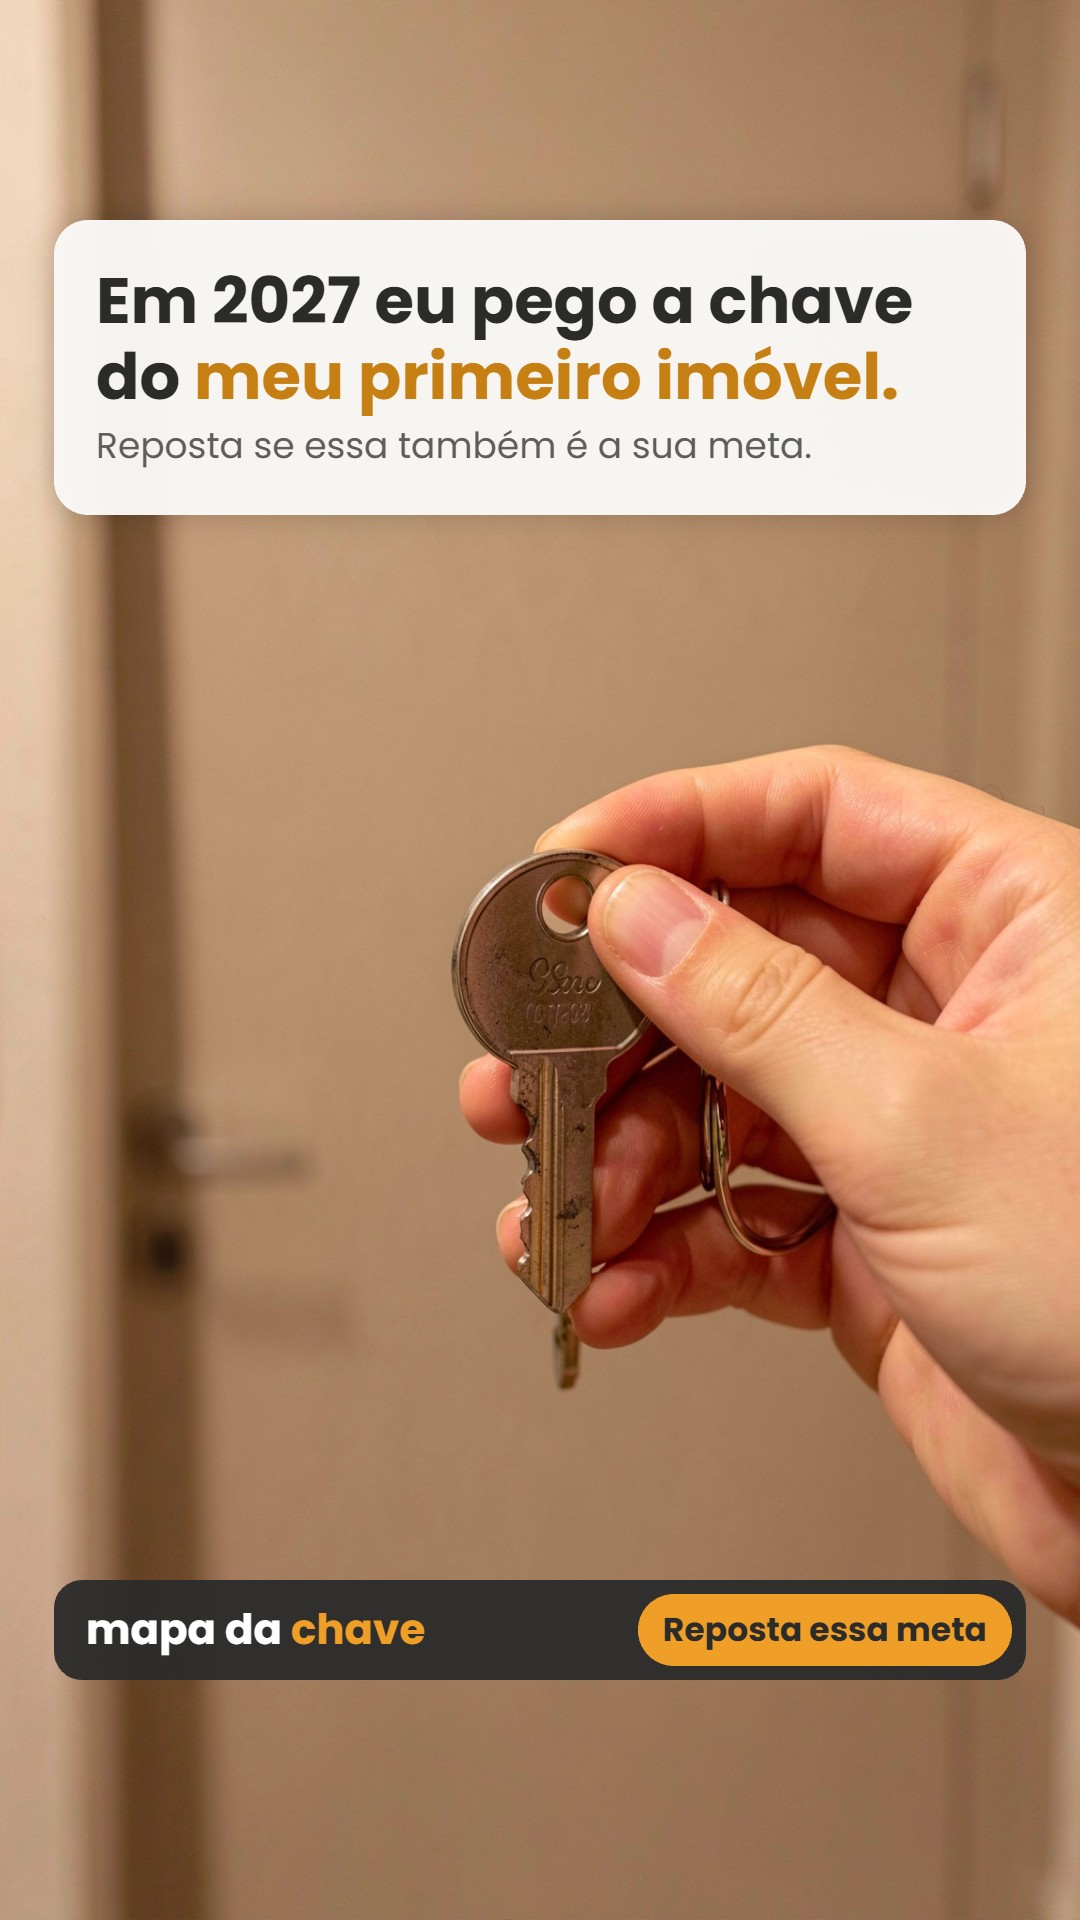 Em 2027 eu pego a chave
do meu primeiro imóvel.
Reposta se essa também é a sua meta.
mapa da chave
Reposta essa meta